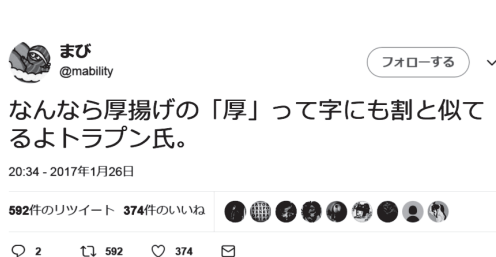 まび
@mability
フォローする
なんなら厚揚げの「厚」って字にも割と似て
るよトラプン氏。
20:34 - 2017年1月26日
592件のリツイート 374件のいいね
2 592 374